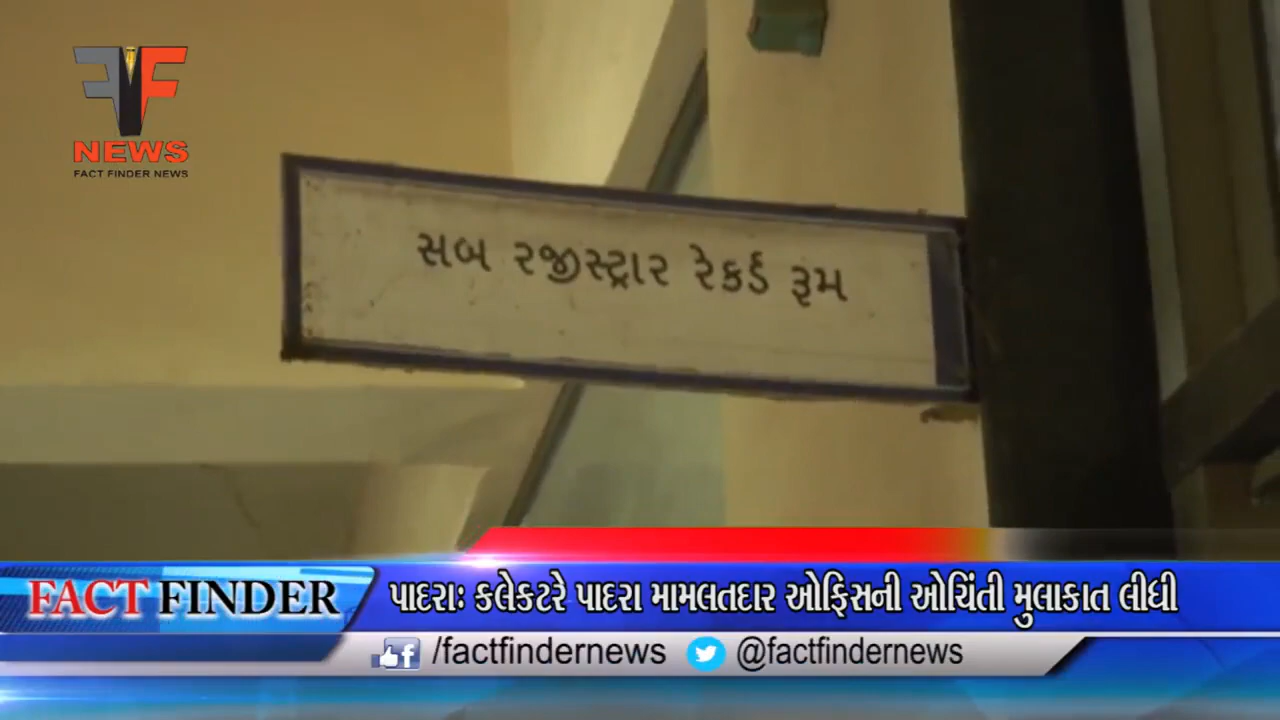 FF
NEWS
FACT FINDER NEWS
સબ રજીસ્ટ્રાર રેકર્ડ રૂમ
FACT FINDER
પાદરાઃ કલેકટરે પાદરા મામલતદાર ઓફિસની ઓચિંતી મુલાકાત લીધી
/factfindernews @factfindernews